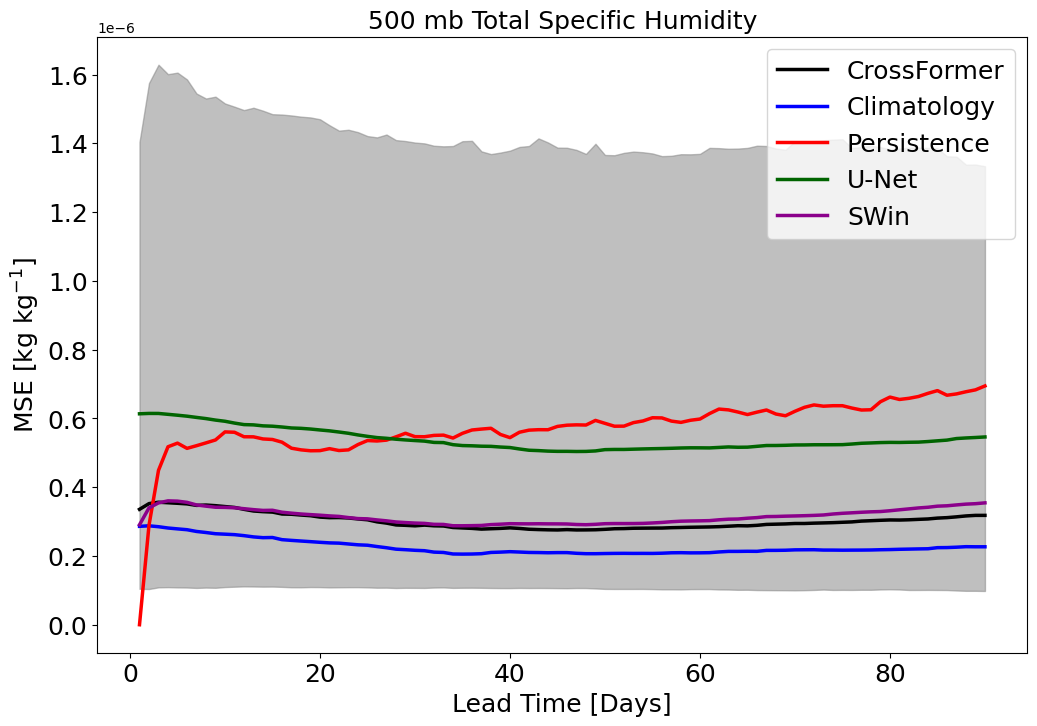 500 mb Total Specific Humidity
1e−6
1.6
1.4
1.2
1.0
0.8
0.6
0.4
0.2
0.0
MSE [kg kg⁻¹]
CrossFormer
Climatology
Persistence
U-Net
SWin
0 20 40 60 80
Lead Time [Days]